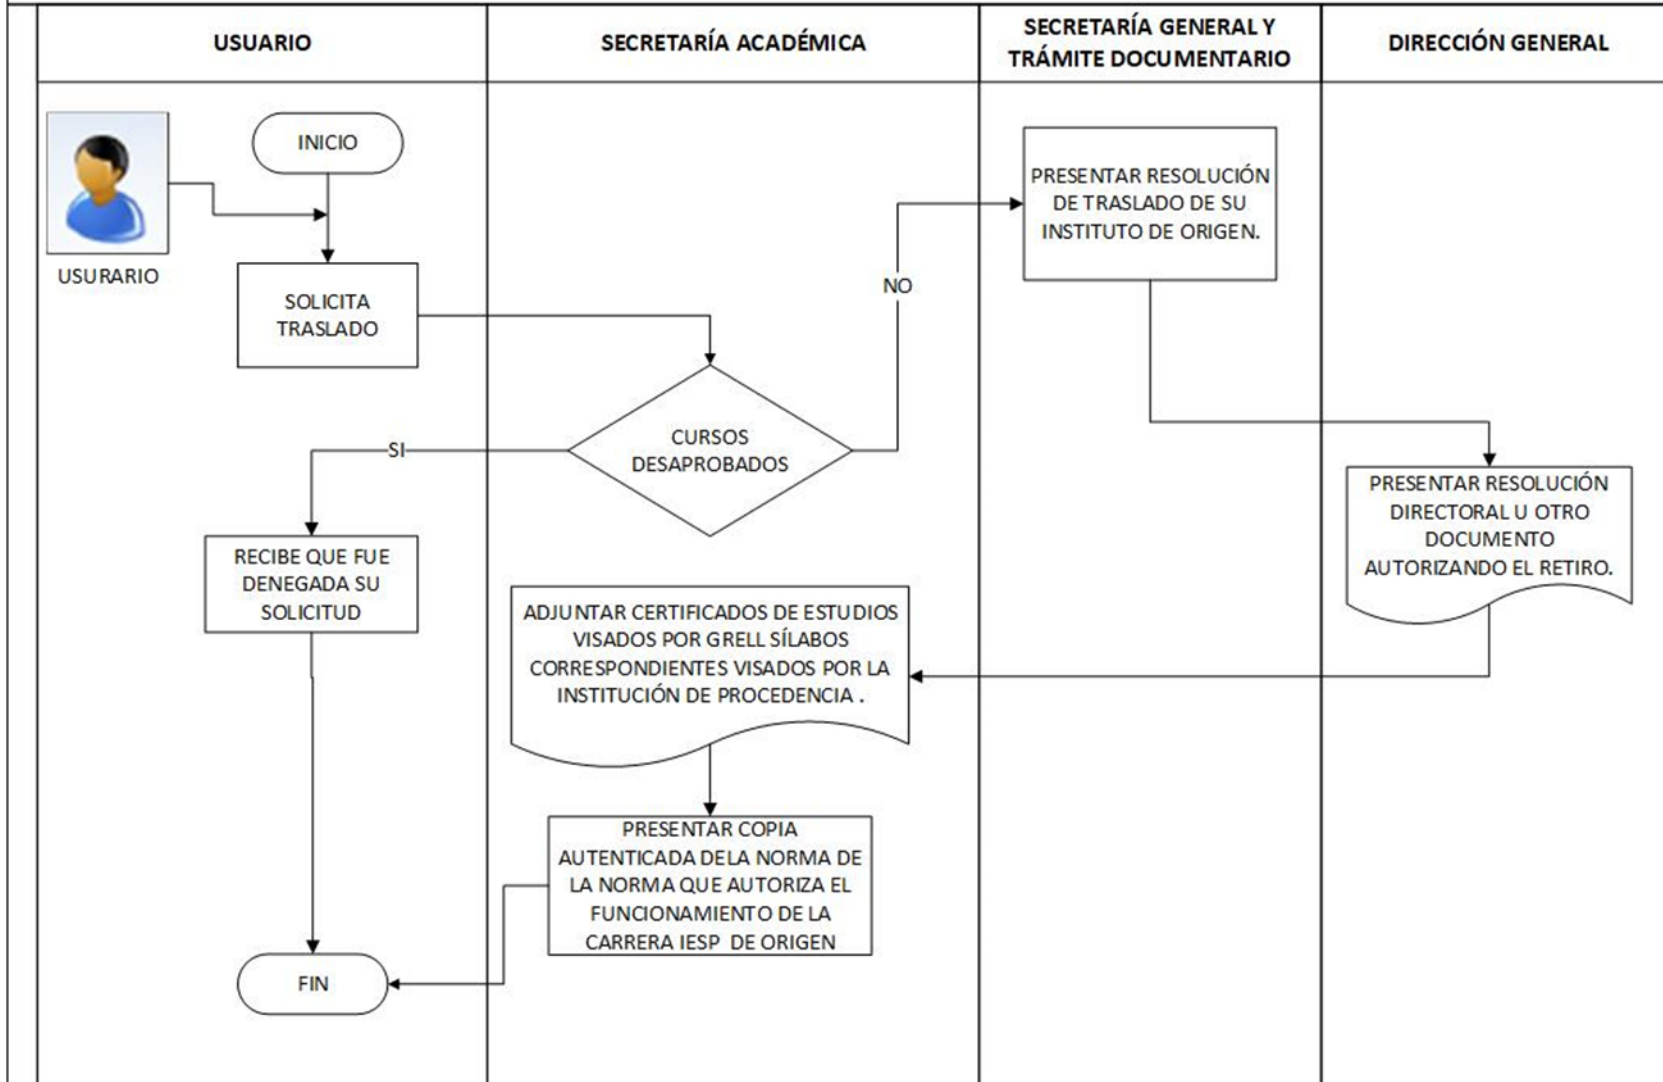 USUARIO
SECRETARÍA ACADÉMICA
SECRETARÍA GENERAL Y
TRÁMITE DOCUMENTARIO
DIRECCIÓN GENERAL
INICIO
USURARIO
SOLICITA
TRASLADO
CURSOS
DESAPROBADOS
NO
SI
PRESENTAR RESOLUCIÓN
DE TRASLADO DE SU
INSTITUTO DE ORIGEN.
PRESENTAR RESOLUCIÓN
DIRECTORAL U OTRO
DOCUMENTO
AUTORIZANDO EL RETIRO.
RECIBE QUE FUE
DENEGADA SU
SOLICITUD
ADJUNTAR CERTIFICADOS DE ESTUDIOS
VISADOS POR GRELL SÍLABOS
CORRESPONDIENTES VISADOS POR LA
INSTITUCIÓN DE PROCEDENCIA .
PRESENTAR COPIA
AUTENTICADA DELA NORMA DE
LA NORMA QUE AUTORIZA EL
FUNCIONAMIENTO DE LA
CARRERA IESP DE ORIGEN
FIN